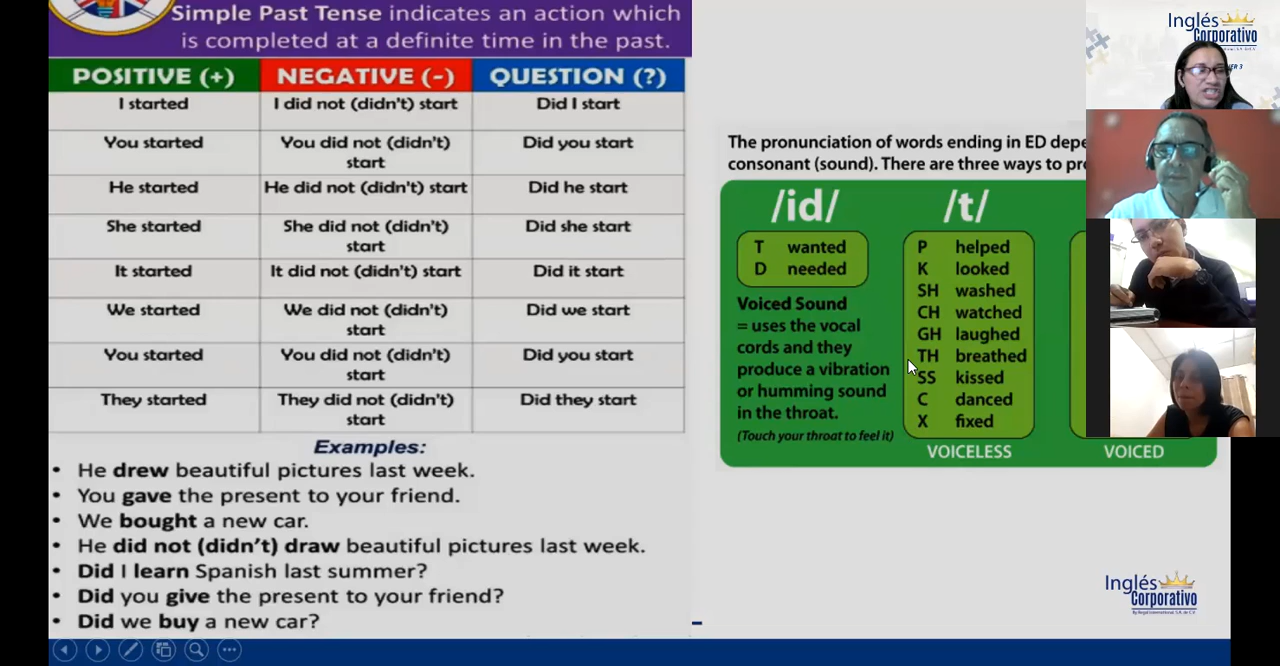 Simple Past Tense indicates an action which
is completed at a definite time in the past.
POSITIVE (+) NEGATIVE (-) QUESTION (?)
I started I did not (didn't) start Did I start
You started You did not (didn't) start Did you start
He started He did not (didn't) start Did he start
She started She did not (didn't) start Did she start
It started It did not (didn't) start Did it start
We started We did not (didn't) start Did we start
You started You did not (didn't) start Did you start
They started They did not (didn't) start Did they start
Examples:
• He drew beautiful pictures last week.
• You gave the present to your friend.
• We bought a new car.
• He did not (didn't) draw beautiful pictures last week.
• Did I learn Spanish last summer?
• Did you give the present to your friend?
• Did we buy a new car?
The pronunciation of words ending in ED depe
consonant (sound). There are three ways to pr
/id/
T wanted
D needed
Voiced Sound
= uses the vocal
cords and they
produce a vibration
or humming sound
in the throat.
(Touch your throat to feel it)
/t/
P helped
K looked
SH washed
CH watched
GH laughed
TH breathed
SS kissed
C danced
X fixed
VOICELESS
VOICED
Inglés
Corporativo
Inglés
Corporativo